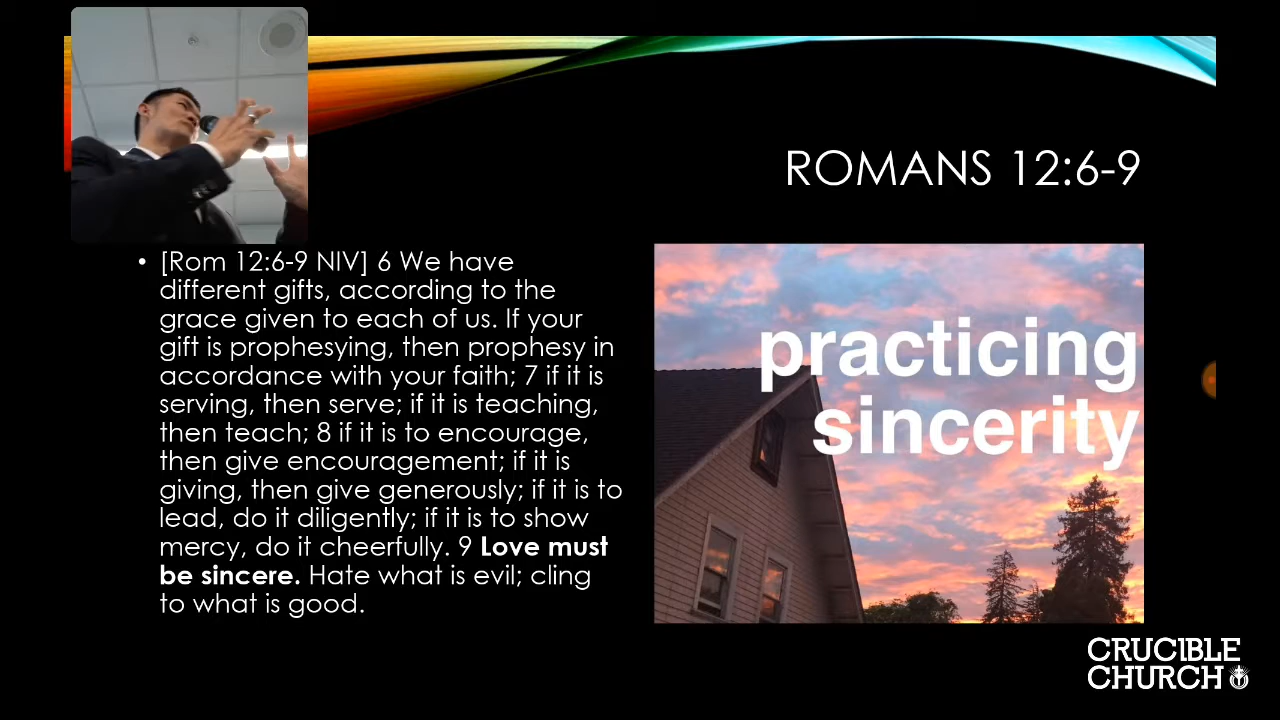 ROMANS 12:6-9
• [Rom 12:6-9 NIV] 6 We have
different gifts, according to the
grace given to each of us. If your
gift is prophesying, then prophesy in
accordance with your faith; 7 if it is
serving, then serve; if it is teaching,
then teach; 8 if it is to encourage,
then give encouragement; if it is
giving, then give generously; if it is to
lead, do it diligently; if it is to show
mercy, do it cheerfully. 9 Love must
be sincere. Hate what is evil; cling
to what is good.
practicing
sincerity
CRUCIBLE
CHURCH